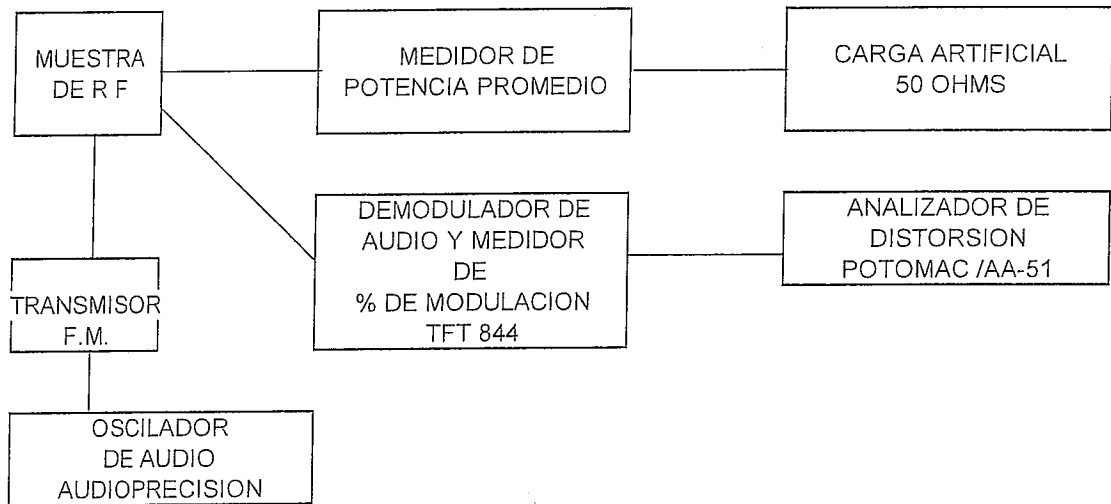 MUESTRA
DE R F
MEDIDOR DE
POTENCIA PROMEDIO
CARGA ARTIFICIAL
50 OHMS
DEMODULADOR DE
AUDIO Y MEDIDOR
DE
% DE MODULACION
TFT 844
ANALIZADOR DE
DISTORSION
POTOMAC /AA-51
TRANSMISOR
F.M.
OSCILADOR
DE AUDIO
AUDIOPRECISION